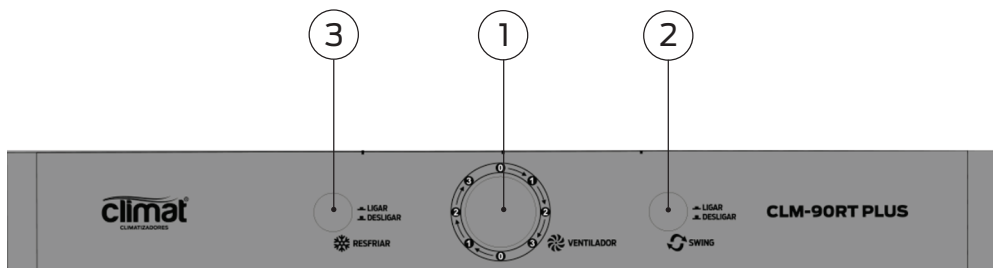 3
1
2
climat®
CLIMATIZADORES
LIGAR
DESLIGAR
RESFRIAR
0
1
2
3
0
1
2
3
VENTILADOR
LIGAR
DESLIGAR
SWING
CLM-90RT PLUS